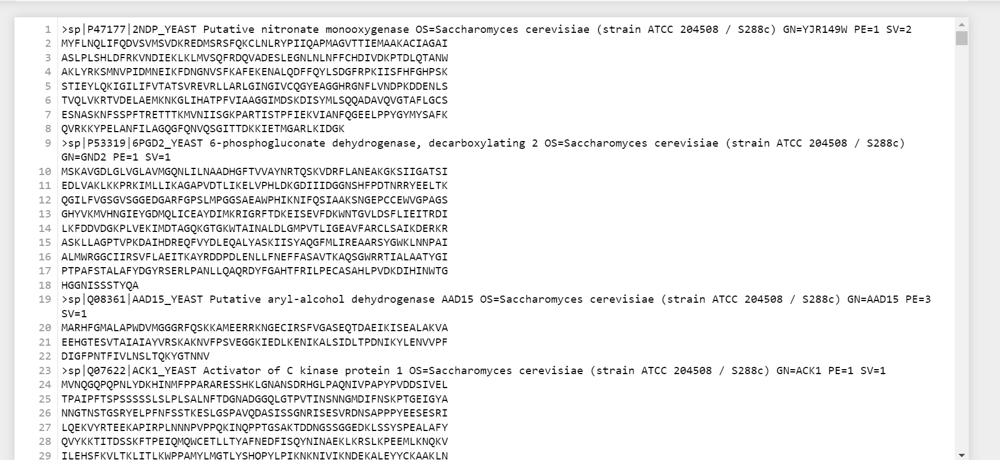 1 >sp|P47177|2NDP_YEAST Putative nitronate monooxygenase OS=Saccharomyces cerevisiae (strain ATCC 204508 / S288c) GN=YJR149W PE=1 SV=2
2 MYFLNQLIFQDVSVMSVDKREDMSRSFQKCLNLRYPIIQAPMAGVTTIEMAAKACIAGAI
3 ASLPLSHLDFRKVNDIEKLKLMVSQFRDQVADESLEGNLNLNFFCHDIVDKPTDLQTANW
4 AKLYRKSMNVPIDMNEIKFDNGNVSFKAFEKENALQDFFQYLSDGFRPKIISFHFGHPSK
5 STIEYLQKIGILIFVTATSVREVRLLARLGINGIVCQGYEAGGHRGNFLVNDPKDDENLS
6 TVQLVKRTVDELAEMKNKGLIHATPFVIAAGGIMDSKDISYMLSQQADAVQVGTAFLGCS
7 ESNASKNFSSPFTRETTTKMVNIISGKPARTISTPFIEKVIANFQGEELPPYGYMYSAFK
8 QVRKKYPELANFILAGQGFQNVQSGITTDKKIETMGARLKIDGK
9 >sp|P53319|6PGD2_YEAST 6-phosphogluconate dehydrogenase, decarboxylating 2 OS=Saccharomyces cerevisiae (strain ATCC 204508 / S288c)
GN=GND2 PE=1 SV=1
10 MSKAVGDLGLVGLAVMGQNLILNAADHGFTVVAYNRTQSKVDRFLANEAKGKSIIGATSI
11 EDLVAKLKKPRKIMLLIKAGAPVDTLIKELVPHLDKGDIIIDGGNSHFPDTNRRYEELTK
12 QGILFVGSGVSGGEDGARFGPSLMPGGSAEAWPHIKNIFQSIAAKSNGEPCCEWVGPAGS
13 GHYVKMVHNGIEYGDMQLICEAYDIMKRIGRFTDKEISEVFDKWNTGVLDSFLIEITRDI
14 LKFDDVDGKPLVEKIMDTAGQKGTGKWTAINALDLGMPVTLIGEAVFARCLSAIKDERKR
15 ASKLLAGPTVPKDAIHDREQFVYDLEQALYASKIISYAQGFMLIREAARSYGWKLNNPAI
16 ALMWRGGCIIRSVFLAEITKAYRDDPDLENLLFNEFFASAVTKAQSGWRRTIALAATYGI
17 PTPAFSTALAFYDGYRSERLPANLLQAQRDYFGAHTFRILPECASAHLPVDKDIHINWTG
18 HGGNISSSTYQA
19 >sp|Q08361|AAD15_YEAST Putative aryl-alcohol dehydrogenase AAD15 OS=Saccharomyces cerevisiae (strain ATCC 204508 / S288c) GN=AAD15 PE=3
SV=1
20 MARHFGMALAPWDVMGGGRFQSKKAMEERRKNGECIRSFVGASEQTDAEIKISEALAKVA
21 EEHGTESVTAIAIAYVRSKAKNVFPSVEGGKIEDLKENIKALSIDLTPDNIKYLENVVPF
22 DIGFPNTFIVLNSLTQKYGTNNV
23 >sp|Q07622|ACK1_YEAST Activator of C kinase protein 1 OS=Saccharomyces cerevisiae (strain ATCC 204508 / S288c) GN=ACK1 PE=1 SV=1
24 MVNQGQPQPNLYDKHINMFPPARARESSHKLGNANSDRHGLPAQNIVPAPYPVDDSIVEL
25 TPAIPFTSPSSSSSLSLPLSALNFTDGNADGGQLGTPVTINSNNGMDIFNSKPTGEIGYA
26 NNGTNSTGSRYELPFNFSSTKESLGSPAVQDASISSGNRISESVRDNSAPPPYEESESRI
27 LQEKVYRTEEKAPIRPLNNNPVPPQKINQPPTGSAKTDDNGSSGGEDKLSSYSPEALAFY
28 QVYKKTITDSSKFTPEIQMQWCETLLTYAFNEDFISQYNINAEKLKRSLKPEEMLKNQKV
29 ILEHSFKVLTKLITLKWPPAMYLMGTLYSHQPYLPIKNKNIVIKNDEKALEYYCKAAKLN